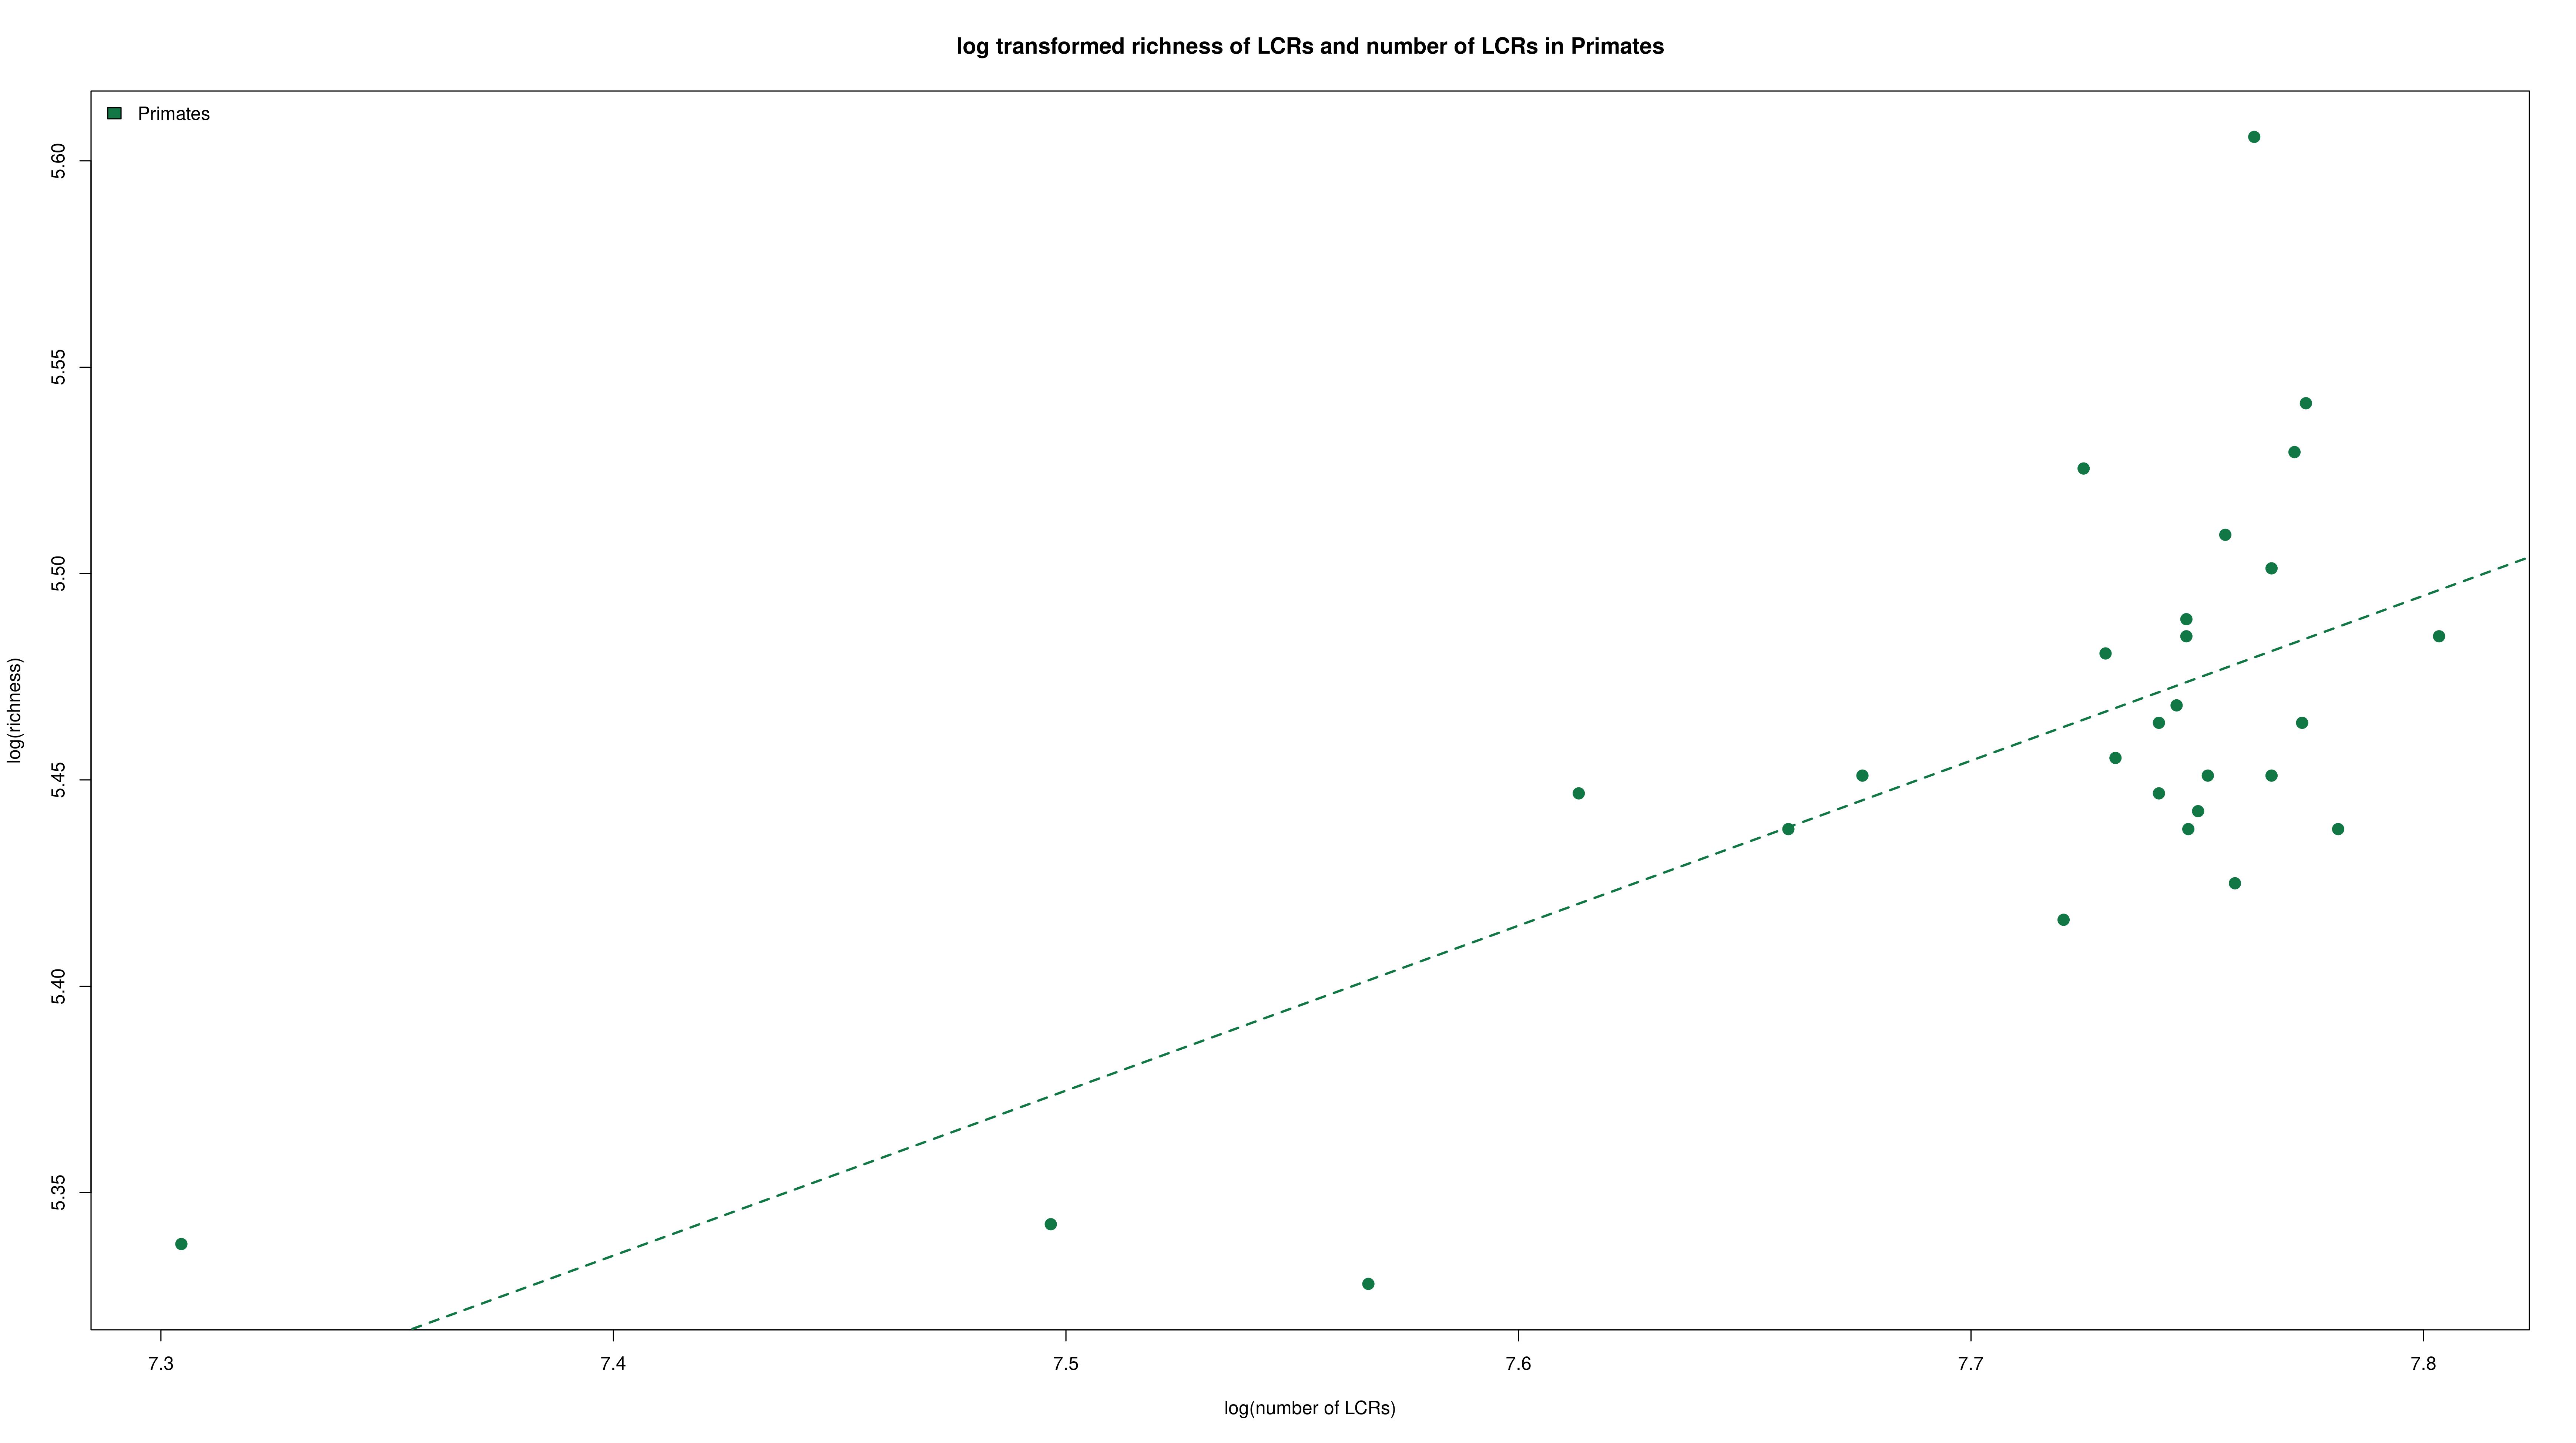 log transformed richness of LCRs and number of LCRs in Primates
Primates
5.60
5.55
5.50
5.45
5.40
5.35
log(richness)
7.3 7.4 7.5 7.6 7.7 7.8
log(number of LCRs)